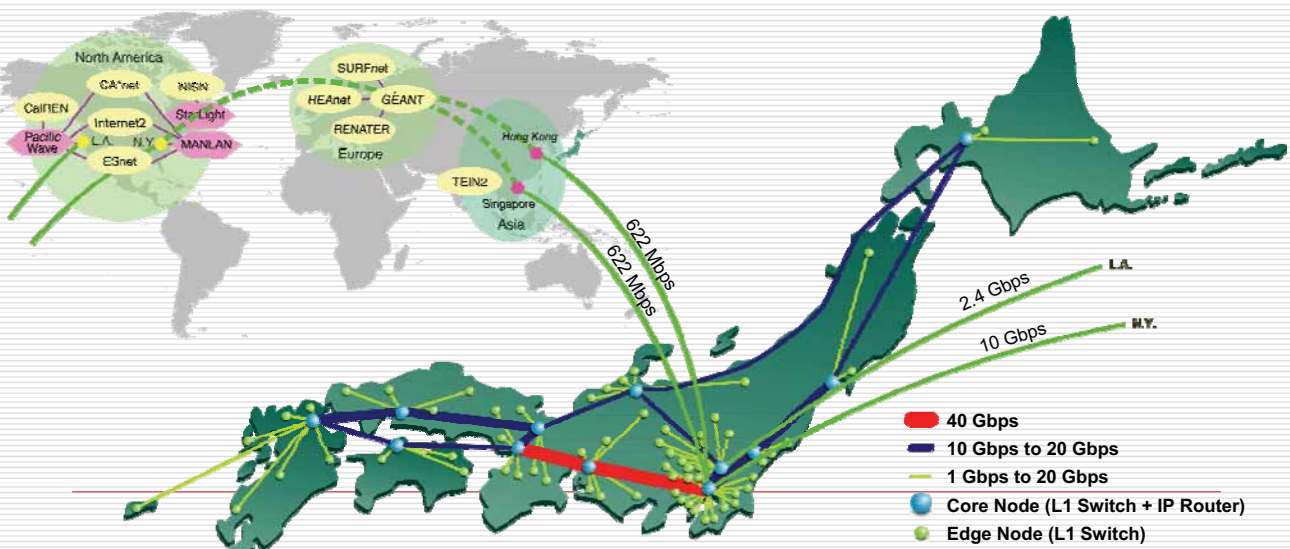 North America
CA*net
NISN
CalREN
StarLight
Internet2
Pacific
Wave
L.A.
N.Y.
MANLAN
ESnet
SURFnet
HEAnet
GÉANT
RENATER
Europe
Hong Kong
TEIN2
Singapore
Asia
622 Mbps
622 Mbps
L.A.
2.4 Gbps
N.Y.
10 Gbps
40 Gbps
10 Gbps to 20 Gbps
1 Gbps to 20 Gbps
Core Node (L1 Switch + IP Router)
Edge Node (L1 Switch)